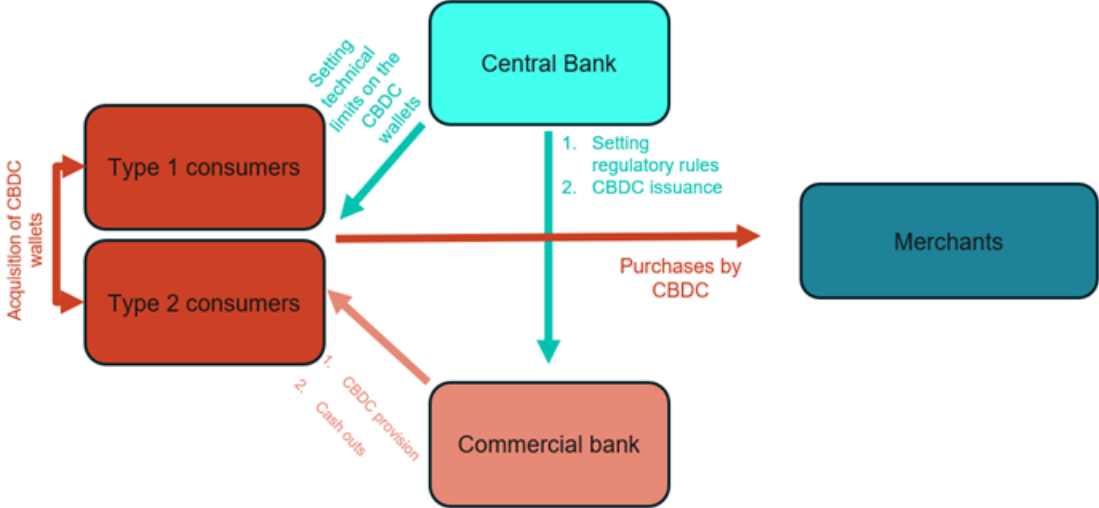 Central Bank
Setting
technical
limits on the
CBDC
wallets
Type 1 consumers
1. Setting
regulatory rules
2. CBDC issuance
Acquisition of CBDC
wallets
Merchants
Purchases by
CBDC
Type 2 consumers
1. CBDC provision
2. Cash outs
Commercial bank